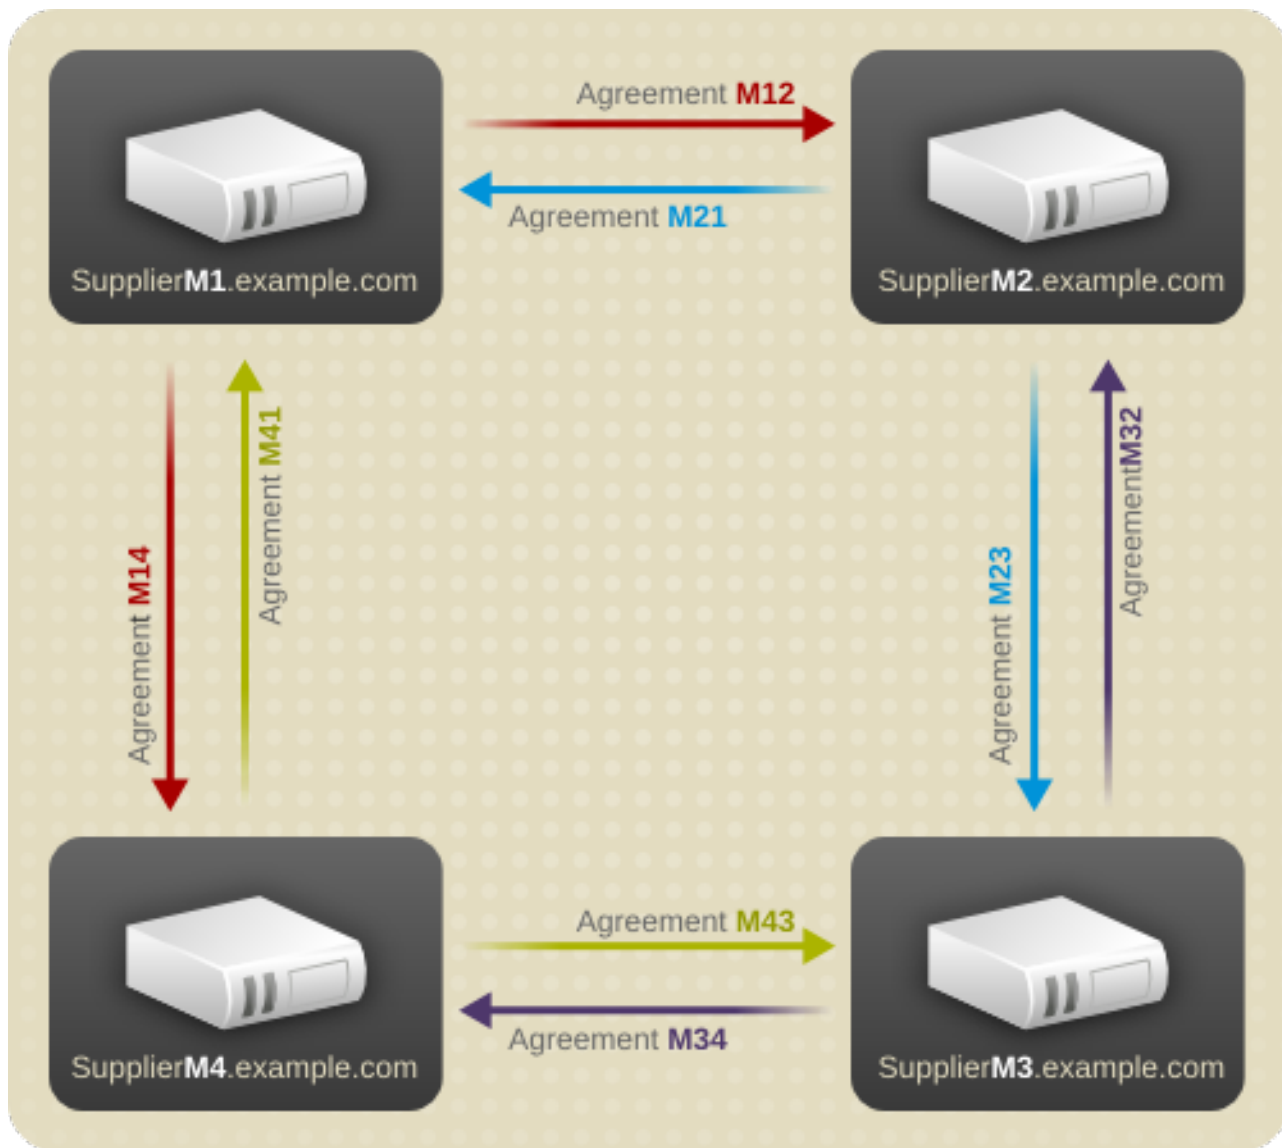 Agreement M12
Agreement M21
SupplierM1.example.com
SupplierM2.example.com
Agreement M14
Agreement M41
Agreement M23
AgreementM32
Agreement M43
Agreement M34
SupplierM4.example.com
SupplierM3.example.com